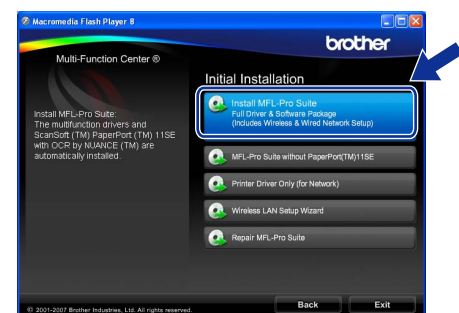 Macromedia Flash Player 8
brother
Multi-Function Center ®
Initial Installation
Install MFL-Pro Suite:
The multifunction drivers and
ScanSoft (TM) PaperPort (TM) 11SE
with OCR by NUANCE (TM) are
automatically installed.
Install MFL-Pro Suite
Full Driver & Software Package
(Includes Wireless & Wired Network Setup)
MFL-Pro Suite without PaperPort(TM)11SE
Printer Driver Only (for Network)
Wireless LAN Setup Wizard
Repair MFL-Pro Suite
© 2001-2007 Brother Industries, Ltd. All rights reserved.
Back
Exit